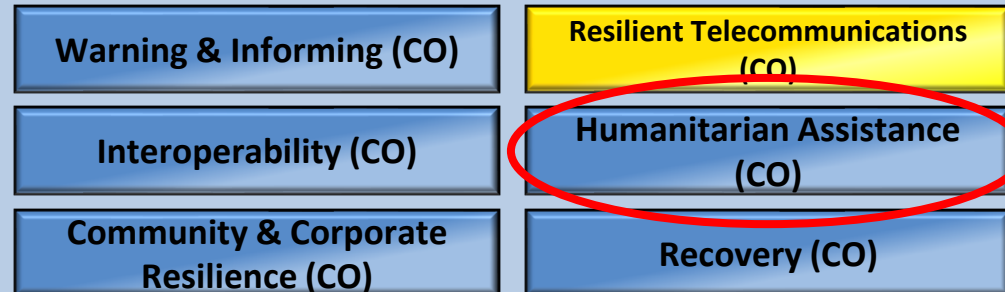 Warning & Informing (CO)
Resilient Telecommunications
(CO)
Interoperability (CO)
Humanitarian Assistance
(CO)
Community & Corporate
Resilience (CO)
Recovery (CO)